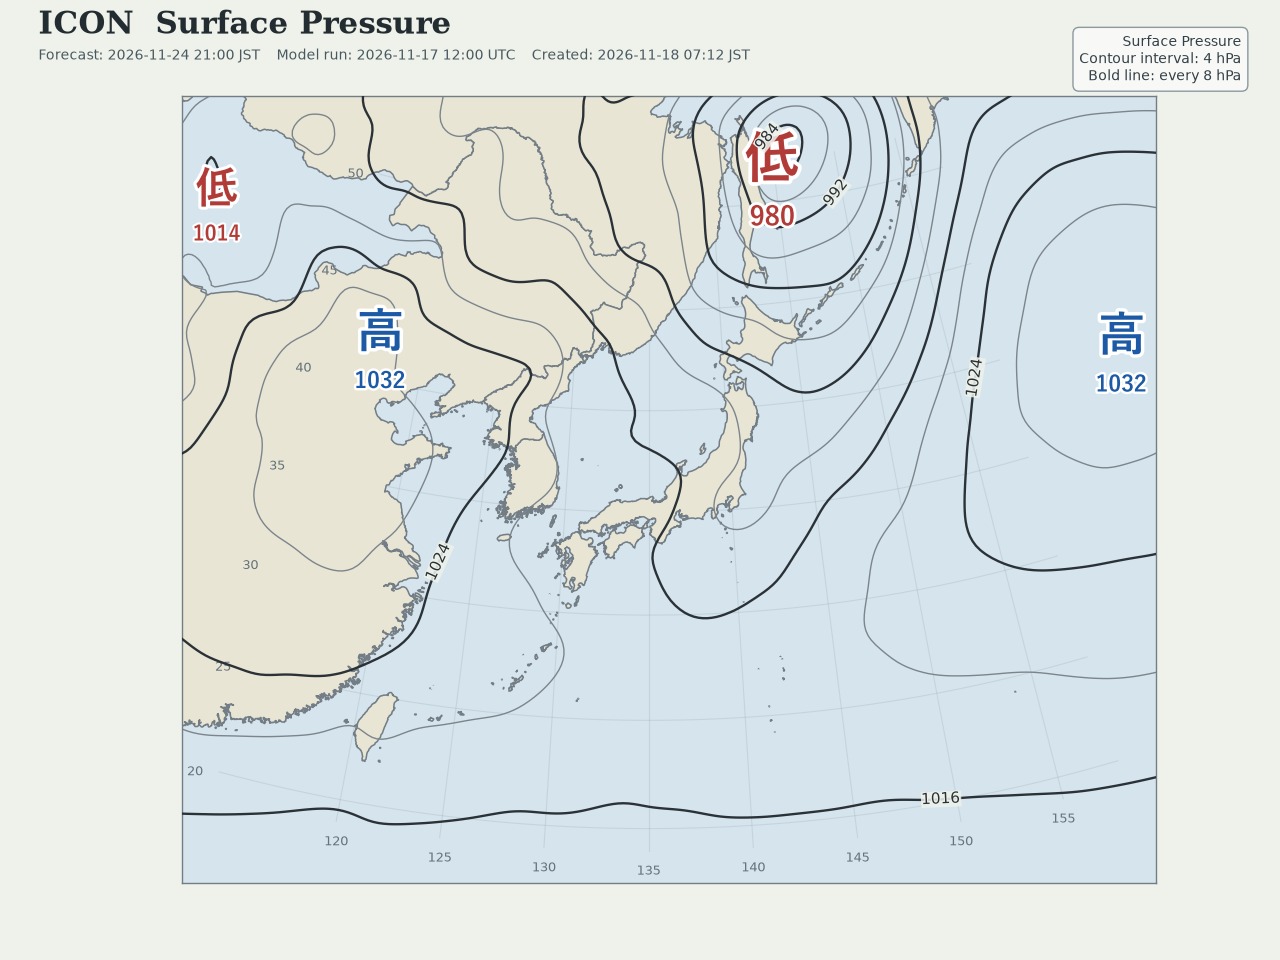 ICON  Surface Pressure
Forecast: 2026-11-24 21:00 JST    Model run: 2026-11-17 12:00 UTC    Created: 2026-11-18 07:12 JST
Surface Pressure
Contour interval: 4 hPa
Bold line: every 8 hPa
984
低
980
992
50
低
1014
45
高
1032
高
1032
40
1024
35
1024
30
25
20
1016
155
120
150
125
145
130
140
135